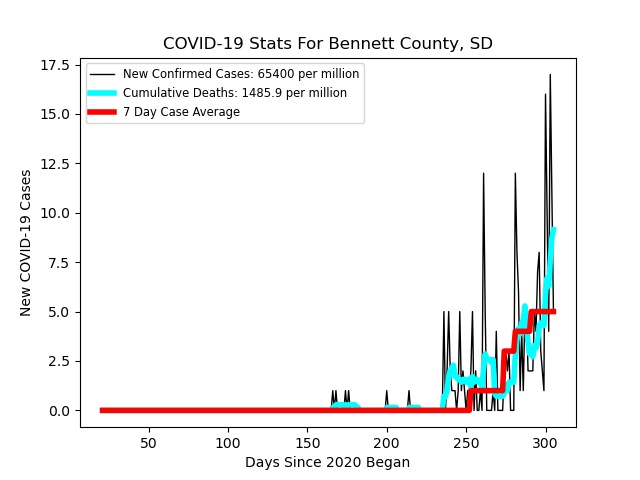 COVID-19 Stats For Bennett County, SD
New Confirmed Cases: 65400 per million
Cumulative Deaths: 1485.9 per million
7 Day Case Average
17.5
15.0
12.5
10.0
7.5
5.0
2.5
0.0
New COVID-19 Cases
50 100 150 200 250 300
Days Since 2020 Began